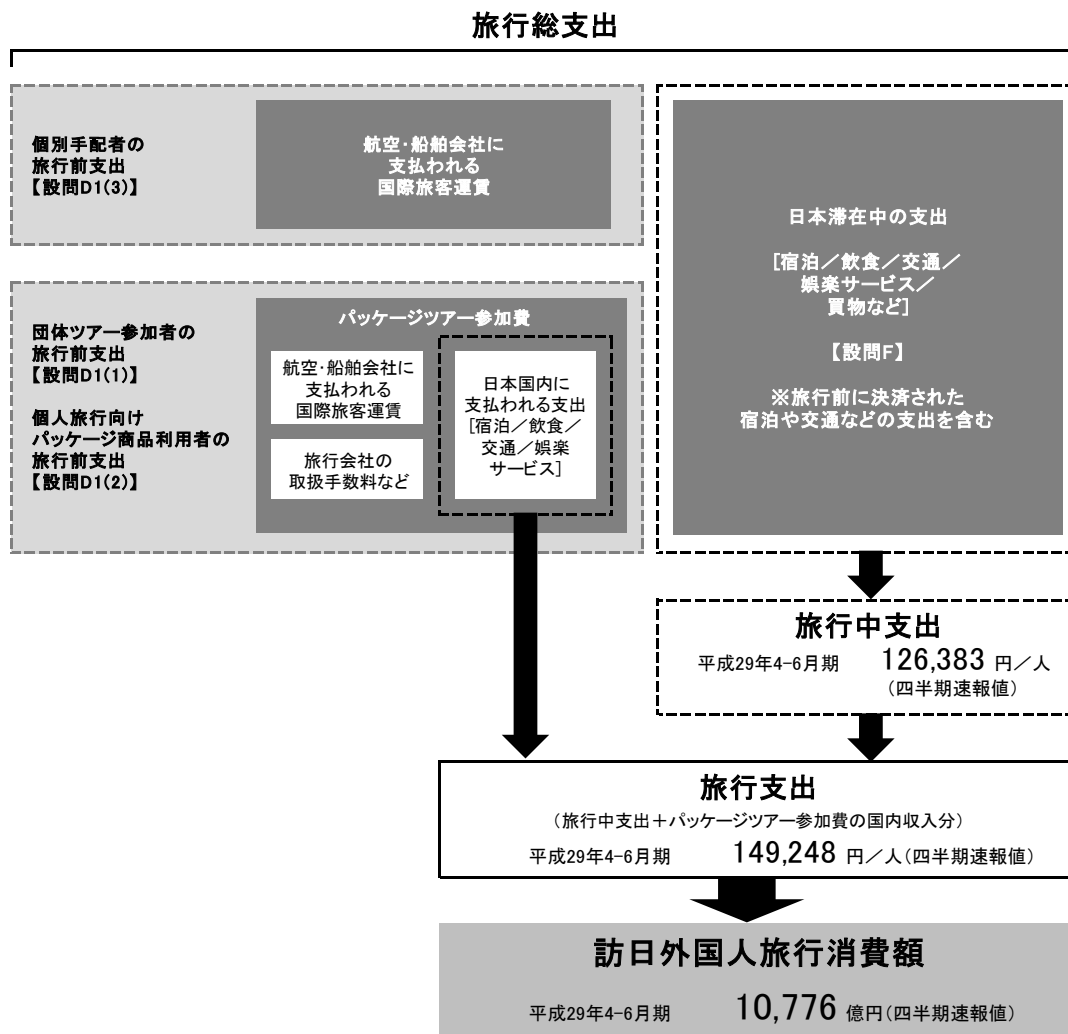 旅行総支出
個別手配者の
旅行前支出
【設問D1(3)】
航空・船舶会社に
支払われる
国際旅客運賃
団体ツアー参加者の
旅行前支出
【設問D1(1)】
個人旅行向け
パッケージ商品利用者の
旅行前支出
【設問D1(2)】
パッケージツアー参加費
航空・船舶会社に
支払われる
国際旅客運賃
旅行会社の
取扱手数料など
日本国内に
支払われる支出
[宿泊／飲食／
交通／娯楽
サービス]
日本滞在中の支出
[宿泊／飲食／交通／
娯楽サービス／
買物など]
【設問F】
※旅行前に決済された
宿泊や交通などの支出を含む
旅行中支出
平成29年4-6月期 126,383 円／人
(四半期速報値)
旅行支出
（旅行中支出＋パッケージツアー参加費の国内収入分）
平成29年4-6月期 149,248 円／人(四半期速報値)
訪日外国人旅行消費額
平成29年4-6月期 10,776 億円(四半期速報値)